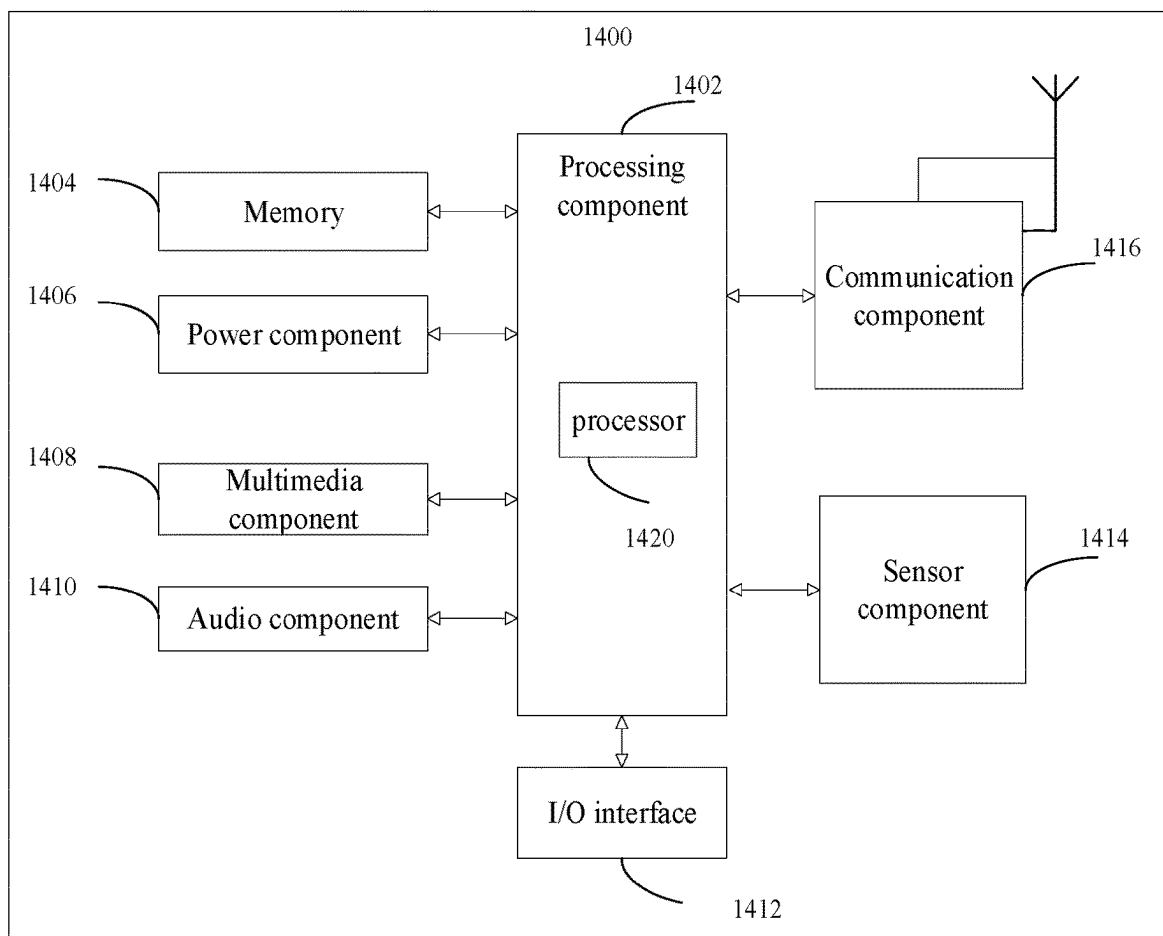 1400
1402
Processing
component
1404
Memory
1416
Communication
component
1406
Power component
processor
1420
1408
Multimedia
component
1414
Sensor
component
1410
Audio component
I/O interface
1412